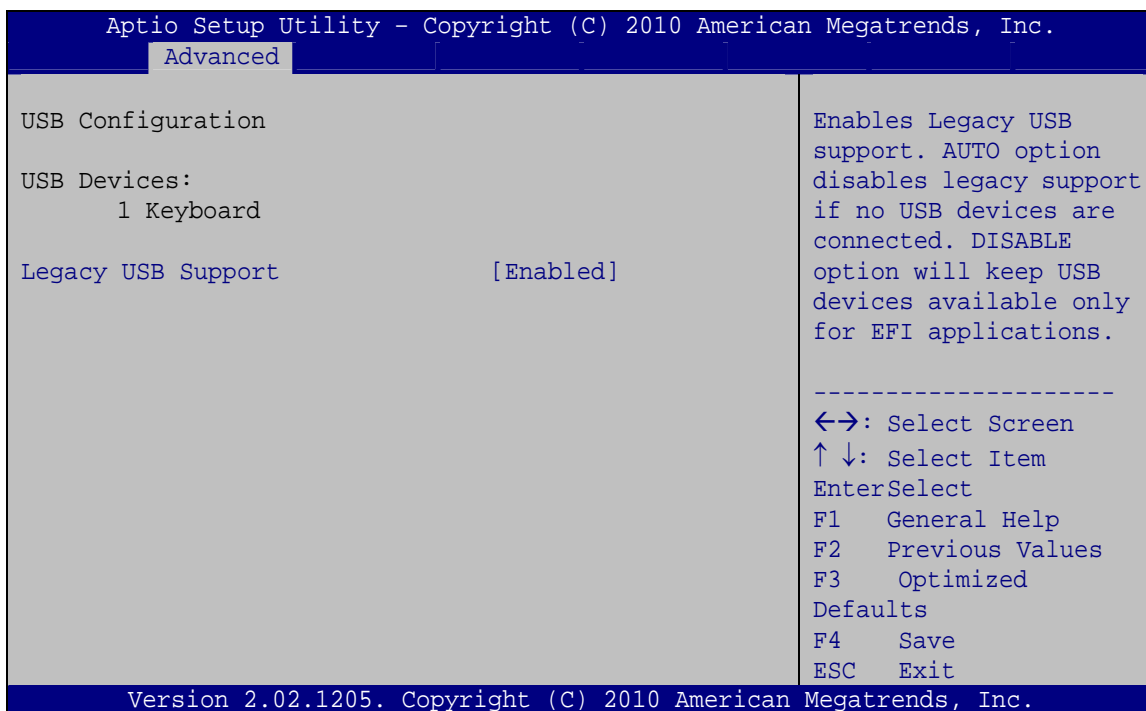 Aptio Setup Utility – Copyright (C) 2010 American Megatrends, Inc.
Advanced
USB Configuration
USB Devices:
1 Keyboard
Legacy USB Support [Enabled]
Enables Legacy USB
support. AUTO option
disables legacy support
if no USB devices are
connected. DISABLE
option will keep USB
devices available only
for EFI applications.
---------------------
←→: Select Screen
↑ ↓: Select Item
EnterSelect
F1 General Help
F2 Previous Values
F3 Optimized
Defaults
F4 Save
ESC Exit
Version 2.02.1205. Copyright (C) 2010 American Megatrends, Inc.